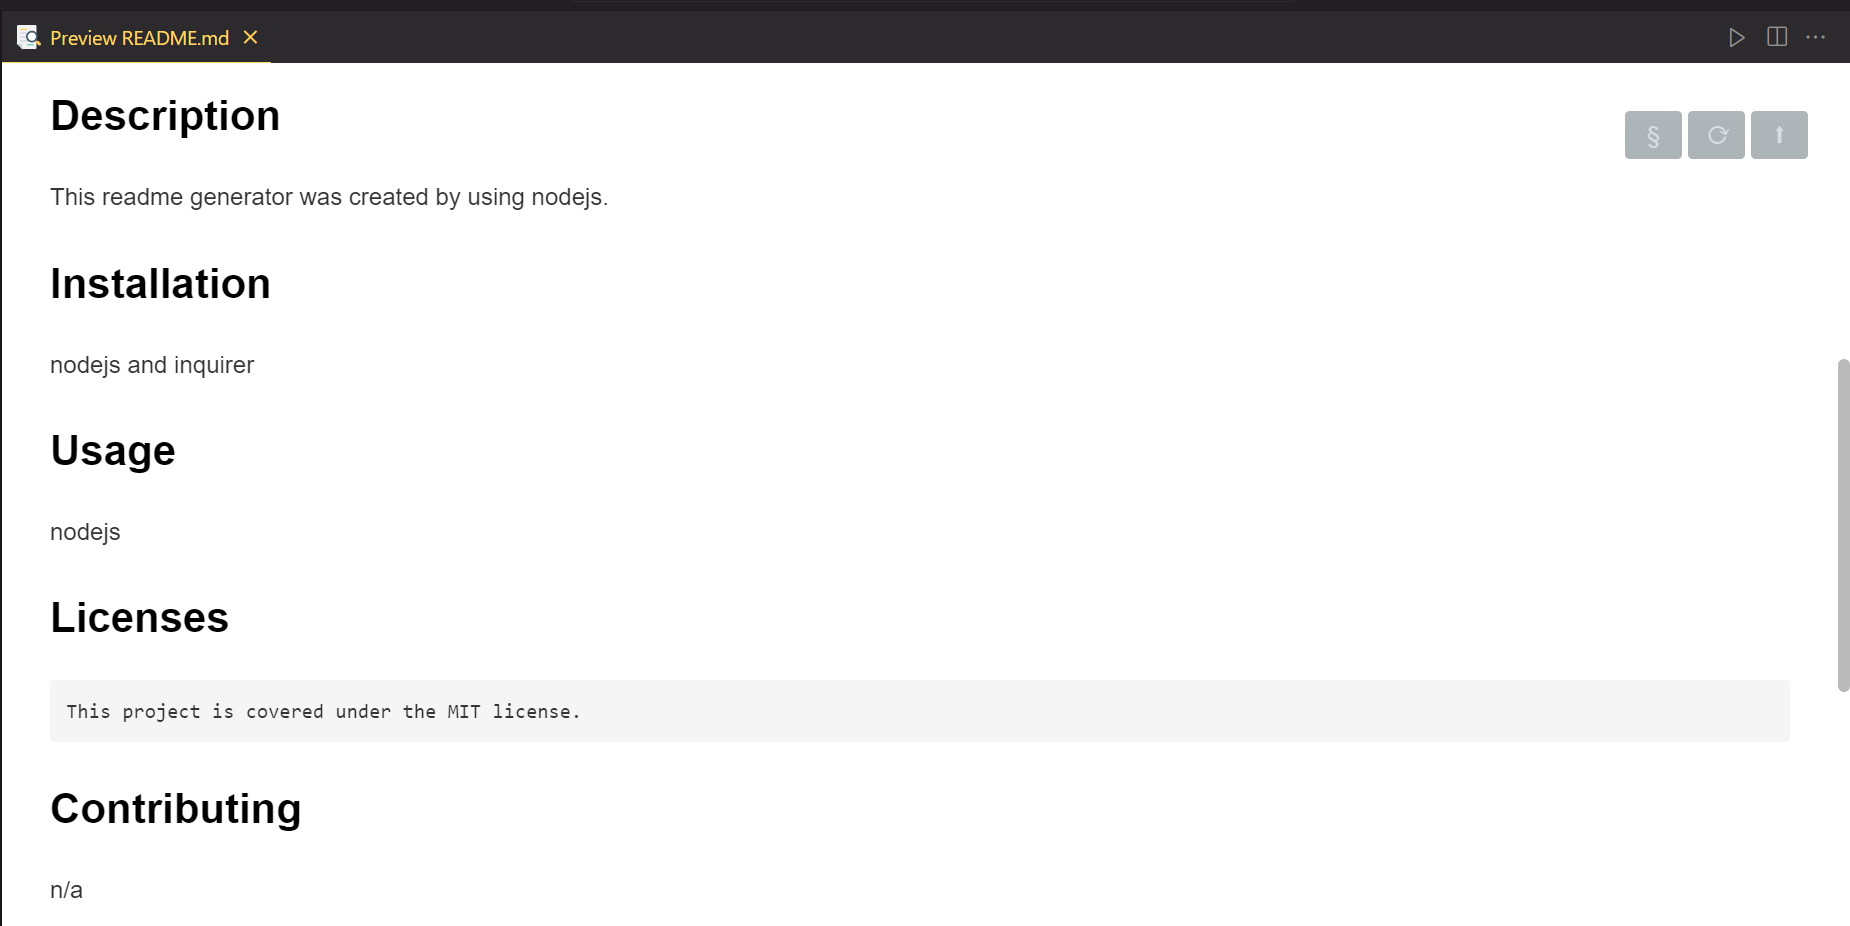 Preview README.md
Description
§
This readme generator was created by using nodejs.
Installation
nodejs and inquirer
Usage
nodejs
Licenses
This project is covered under the MIT license.
Contributing
n/a